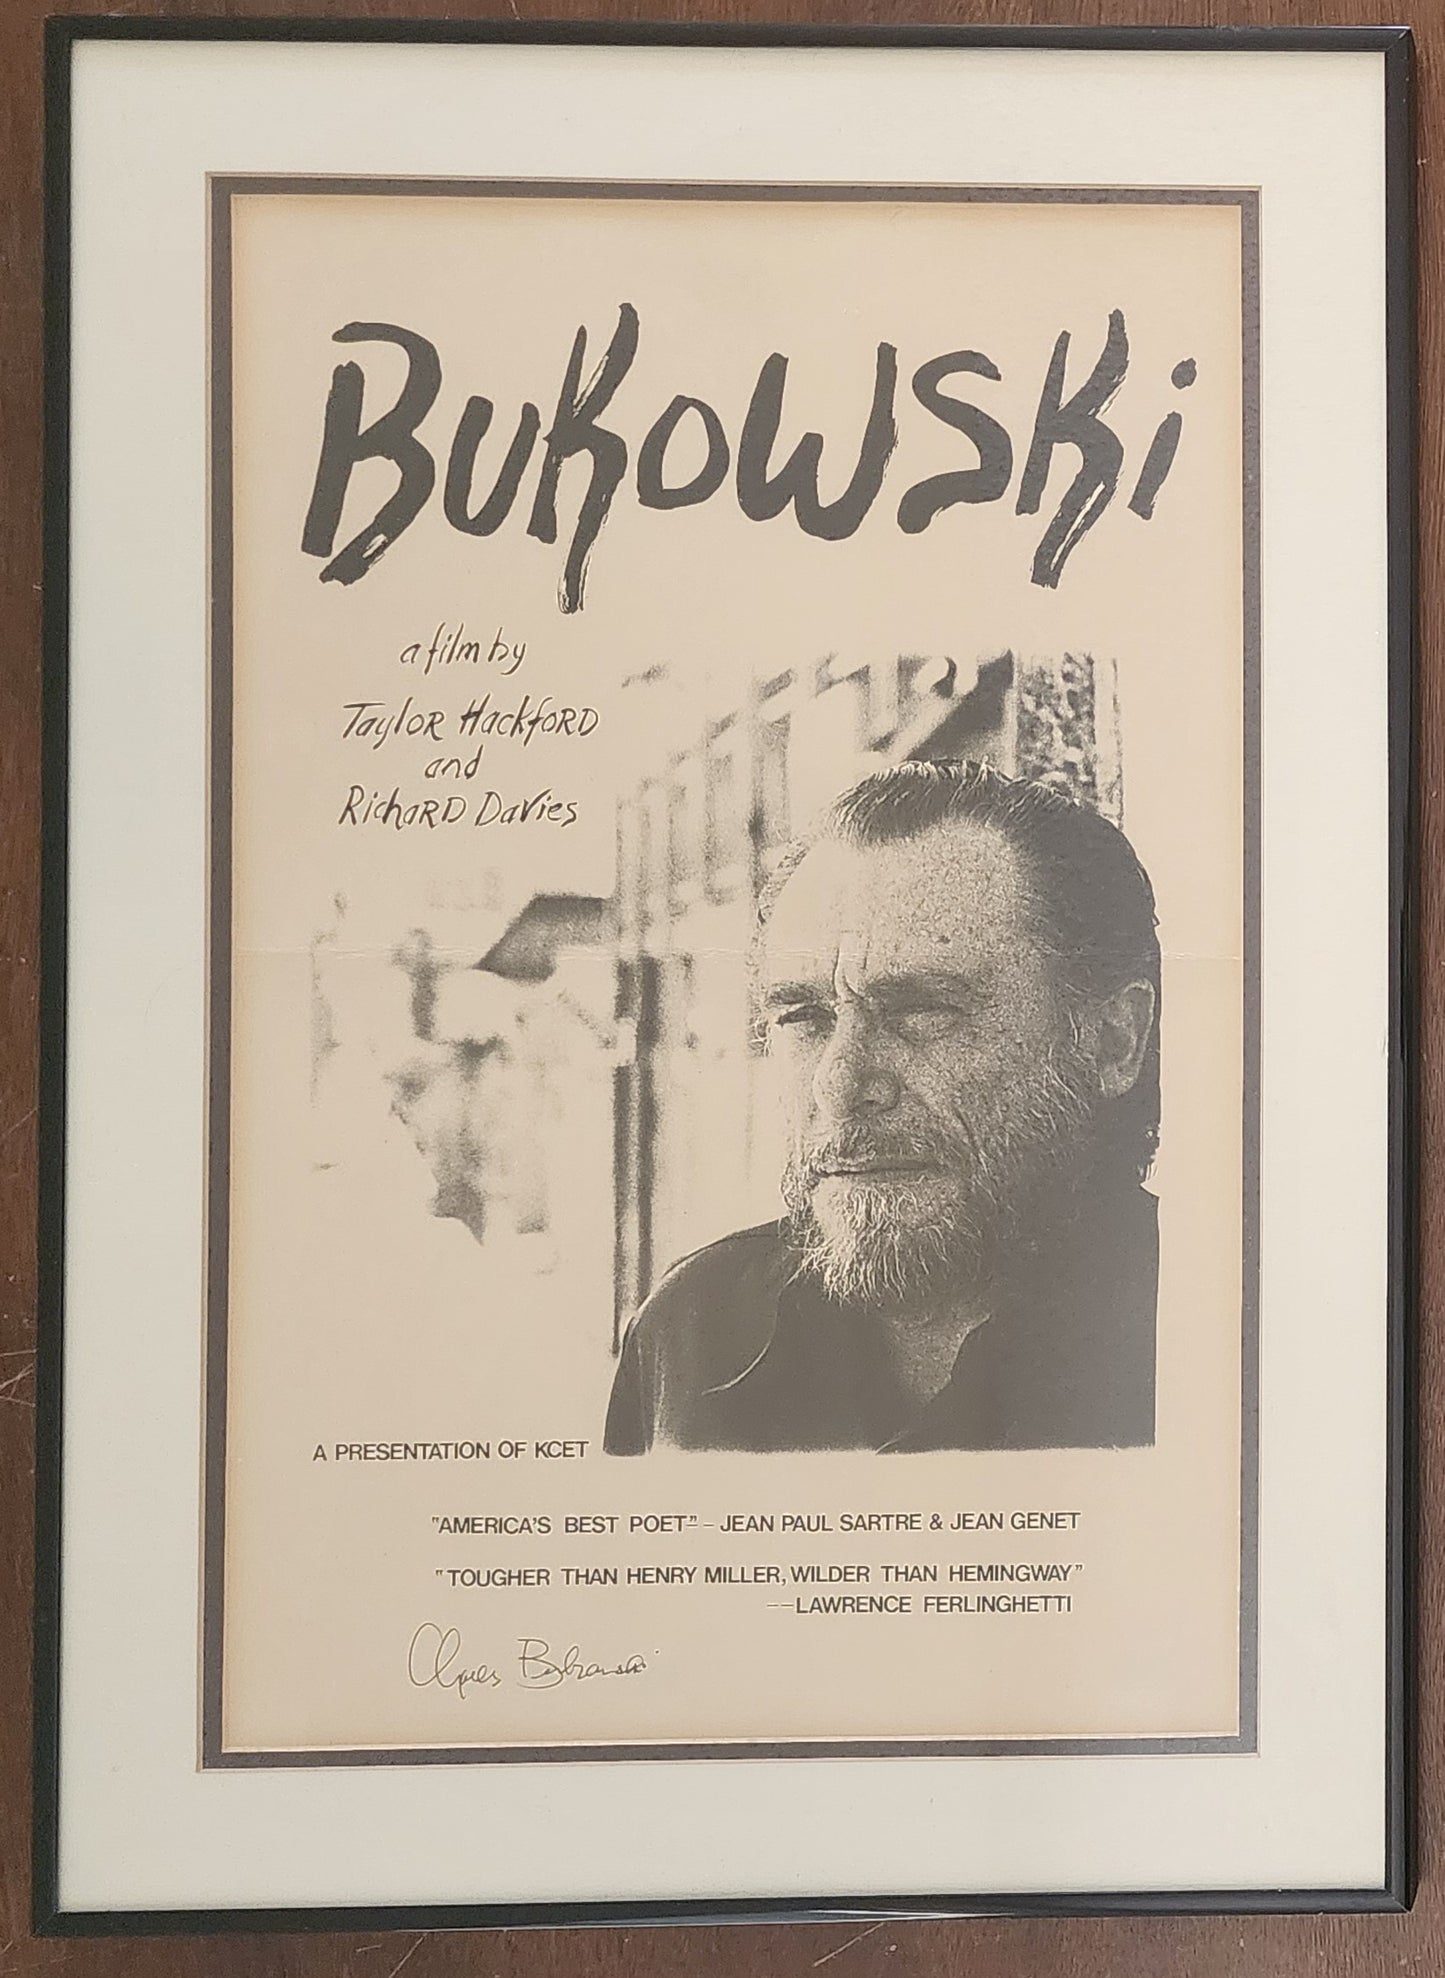 BUKOWSKi
a film by
TayloR HackfoRD
and
RichaRD Davies
A PRESENTATION OF KCET
"AMERICA'S BEST POET" – JEAN PAUL SARTRE & JEAN GENET
"TOUGHER THAN HENRY MILLER, WILDER THAN HEMINGWAY"
––LAWRENCE FERLINGHETTI
Bukowski